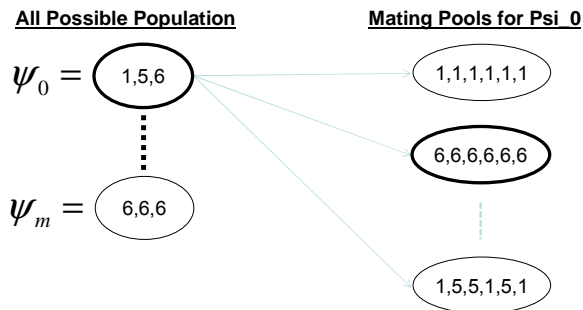 All Possible Population
Mating Pools for Psi_0
ψ₀ =
1,5,6
1,1,1,1,1,1
6,6,6,6,6,6
ψₘ =
6,6,6
1,5,5,1,5,1